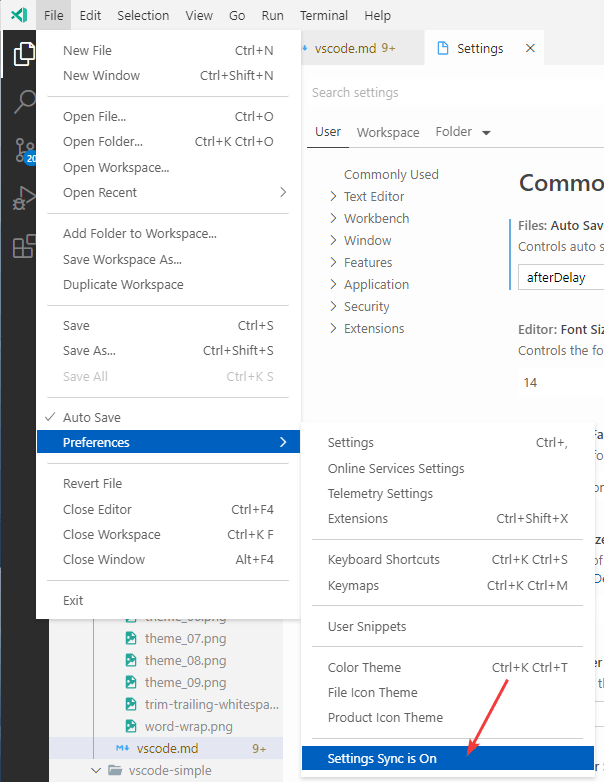 File Edit Selection View Go Run Terminal Help
vscode.md 9+ Settings
New File Ctrl+N
New Window Ctrl+Shift+N
Open File... Ctrl+O
Open Folder... Ctrl+K Ctrl+O
Open Workspace...
Open Recent
Add Folder to Workspace...
Save Workspace As...
Duplicate Workspace
Save Ctrl+S
Save As... Ctrl+Shift+S
Save All Ctrl+K S
Auto Save
Preferences
Revert File
Close Editor Ctrl+F4
Close Workspace Ctrl+K F
Close Window Alt+F4
Exit
20
Search settings
User Workspace Folder
Commonly Used
Text Editor
Workbench
Window
Features
Application
Security
Extensions
Commo
Files: Auto Sav
Controls auto s
afterDelay
Editor: Font Siz
Controls the fo
14
Settings Ctrl+,
Online Services Settings
Telemetry Settings
Extensions Ctrl+Shift+X
Keyboard Shortcuts Ctrl+K Ctrl+S
Keymaps Ctrl+K Ctrl+M
User Snippets
Color Theme Ctrl+K Ctrl+T
File Icon Theme
Product Icon Theme
Settings Sync is On
theme_07.png
theme_08.png
theme_09.png
trim-trailing-whitespa...
word-wrap.png
vscode.md 9+
vscode-simple